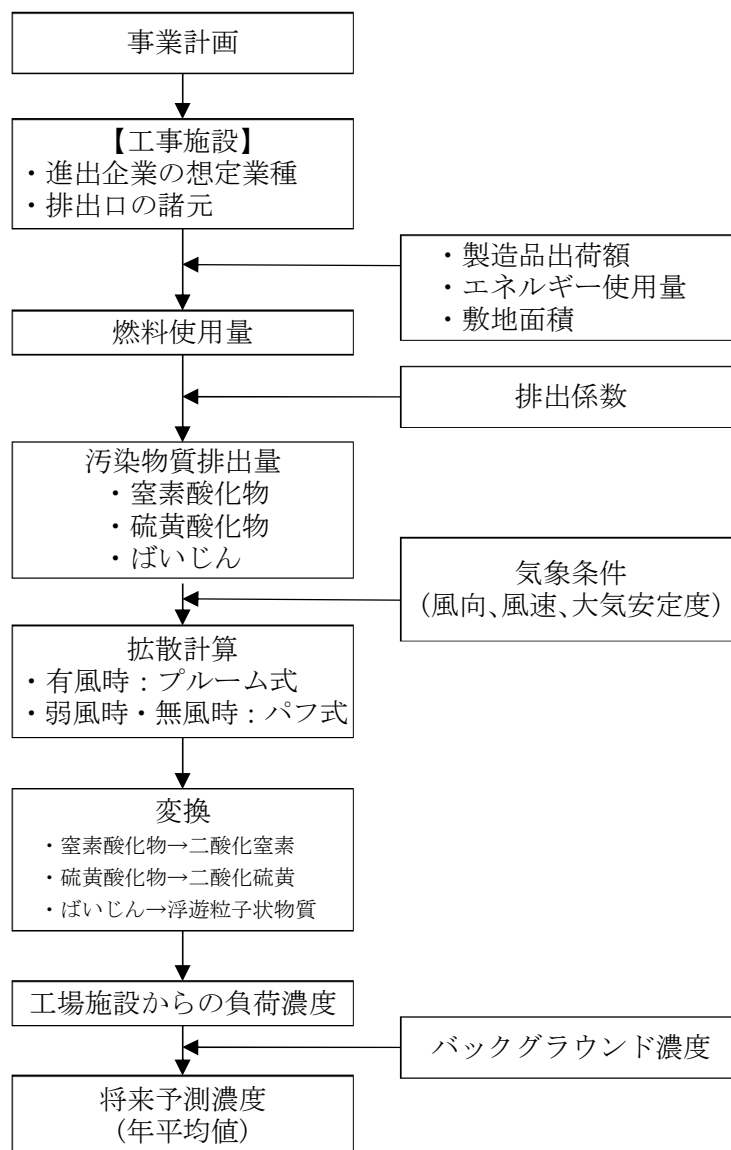 事業計画
【工事施設】
・進出企業の想定業種
・排出口の諸元
・製造品出荷額
・エネルギー使用量
・敷地面積
燃料使用量
排出係数
汚染物質排出量
・窒素酸化物
・硫黄酸化物
・ばいじん
気象条件
（風向、風速、大気安定度）
拡散計算
・有風時：プルーム式
・弱風時・無風時：パフ式
変換
・窒素酸化物→二酸化窒素
・硫黄酸化物→二酸化硫黄
・ばいじん→浮遊粒子状物質
工場施設からの負荷濃度
バックグラウンド濃度
将来予測濃度
（年平均値）